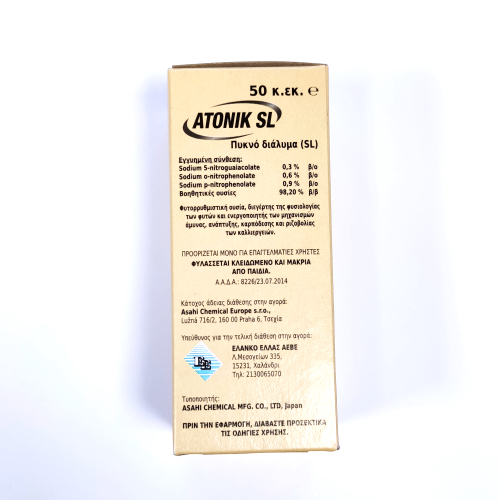 50 κ.εκ. ℮
ATONIK SL
Πυκνό διάλυμα (SL)
Εγγυημένη σύνθεση:
Sodium 5-nitroguaiacolate 0,3 % β/ο
Sodium o-nitrophenolate 0,6 % β/ο
Sodium p-nitrophenolate 0,9 % β/ο
Βοηθητικές ουσίες 98,20 % β/β
Φυτορρυθμιστική ουσία, διεγέρτης της φυσιολογίας
των φυτών και ενεργοποιητής των μηχανισμών
άμυνας, ανάπτυξης, καρπόδεσης και ριζοβολίας
των καλλιεργειών.
ΠΡΟΟΡΙΖΕΤΑΙ ΜΟΝΟ ΓΙΑ ΕΠΑΓΓΕΛΜΑΤΙΕΣ ΧΡΗΣΤΕΣ
ΦΥΛΑΣΣΕΤΑΙ ΚΛΕΙΔΩΜΕΝΟ ΚΑΙ ΜΑΚΡΙΑ
ΑΠΟ ΠΑΙΔΙΑ.
Α.Α.Δ.Α.: 8226/23.07.2014
Κάτοχος άδειας διάθεσης στην αγορά:
Asahi Chemical Europe s.r.o.,
Lužná 716/2, 160 00 Praha 6, Τσεχία
Υπεύθυνος για την τελική διάθεση στην αγορά:
ΕΛΑΝΚΟ ΕΛΛΑΣ ΑΕΒΕ
Λ.Μεσογείων 335,
15231, Χαλάνδρι
Τηλ: 2130065070
Τυποποιητής:
ASAHI CHEMICAL MFG. CO., LTD, Japan
ΠΡΙΝ ΤΗΝ ΕΦΑΡΜΟΓΗ, ΔΙΑΒΑΣΤΕ ΠΡΟΣΕΚΤΙΚΑ
ΤΙΣ ΟΔΗΓΙΕΣ ΧΡΗΣΗΣ.